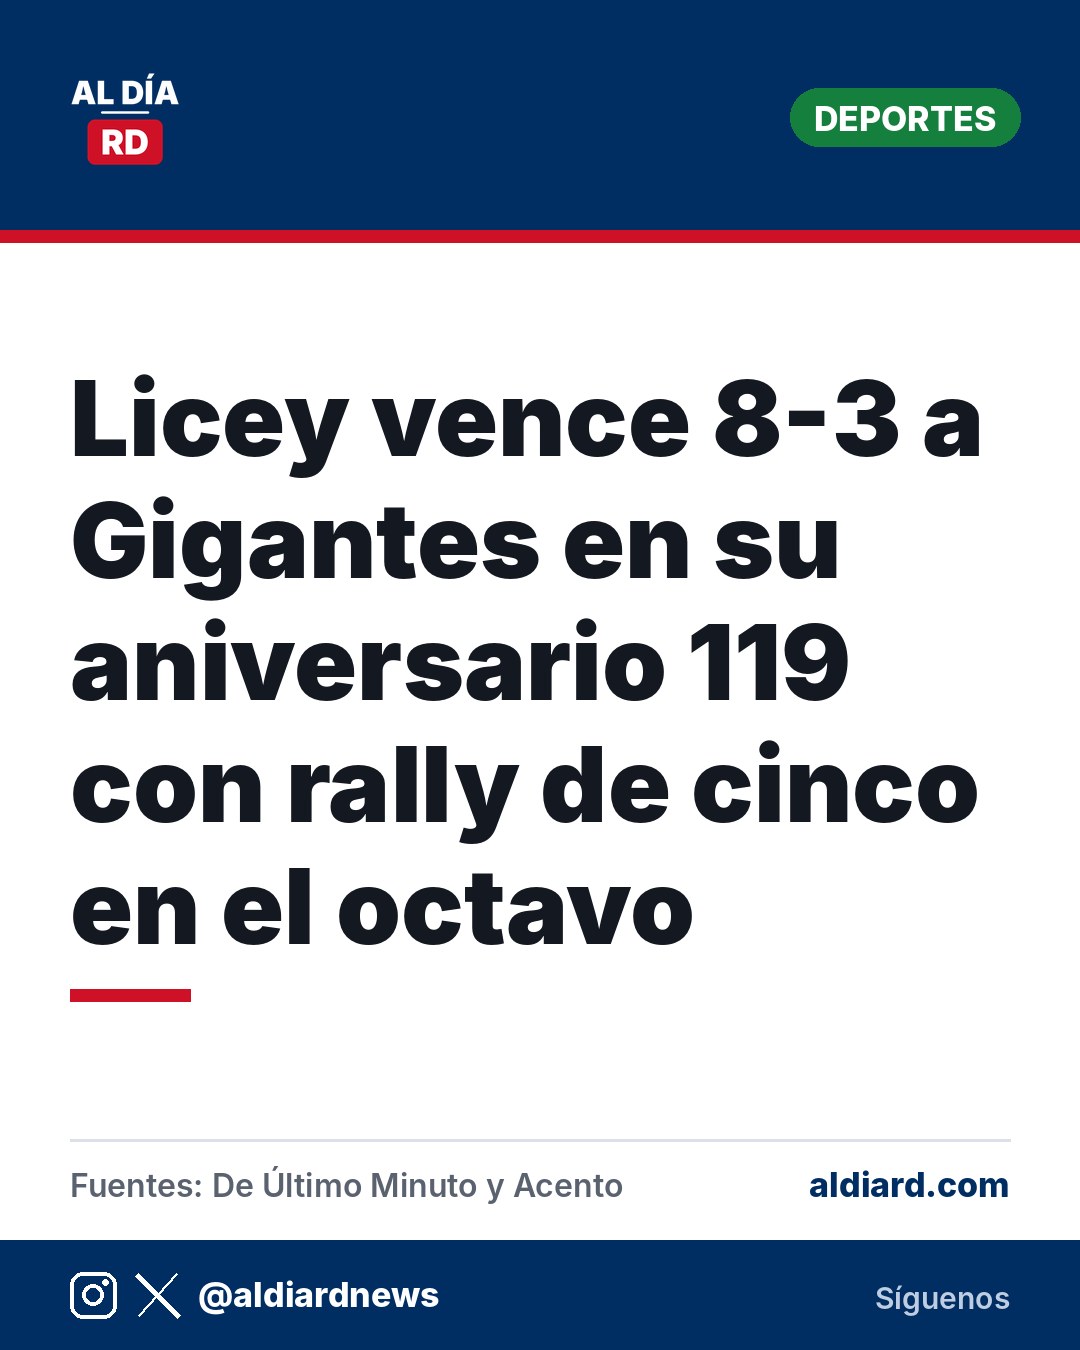 AL DÍA
RD
DEPORTES
Licey vence 8-3 a
Gigantes en su
aniversario 119
con rally de cinco
en el octavo
Fuentes: De Último Minuto y Acento
aldiard.com
@aldiardnews
Síguenos